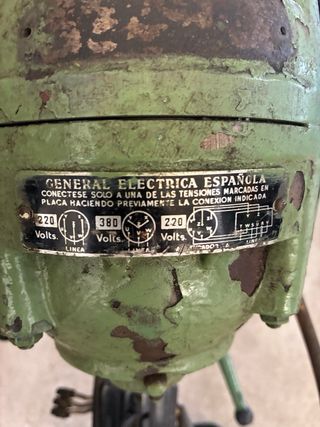 GENERAL ELECTRICA ESPAÑOLA
CONECTESE SOLO A UNA DE LAS TENSIONES MARCADAS EN
PLACA HACIENDO PREVIAMENTE LA CONEXION INDICADA
220 380 220
Volts. Volts. Volts.
LINEA LINEA